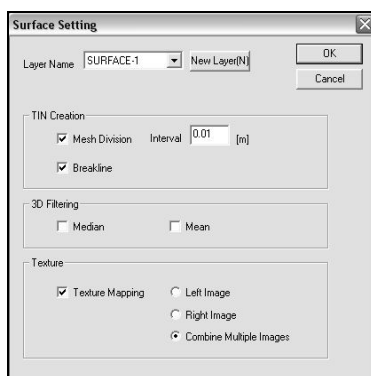 Surface Setting
Layer Name SURFACE-1 New Layer(N) OK
Cancel
TIN Creation
Mesh Division Interval 0.01 [m]
Breakline
3D Filtering
Median Mean
Texture
Texture Mapping Left Image
Right Image
Combine Multiple Images